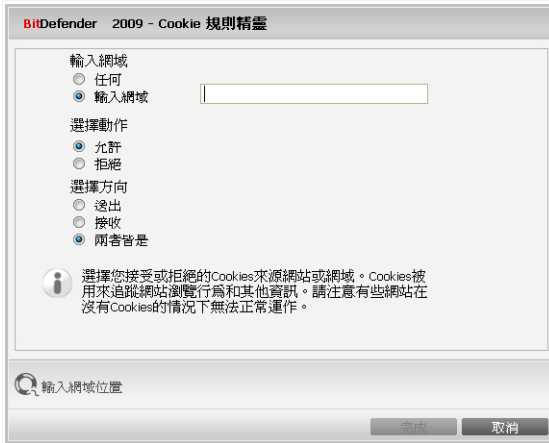 BitDefender 2009 - Cookie 規則精靈
輸入網域
任何
輸入網域
選擇動作
允許
拒絕
選擇方向
送出
接收
兩者皆是
選擇您接受或拒絕的Cookies來源網站或網域。Cookies被
用來追蹤網站瀏覽行為和其他資訊。請注意有些網站在
沒有Cookies的情況下無法正常運作。
輸入網域位置
完成
取消